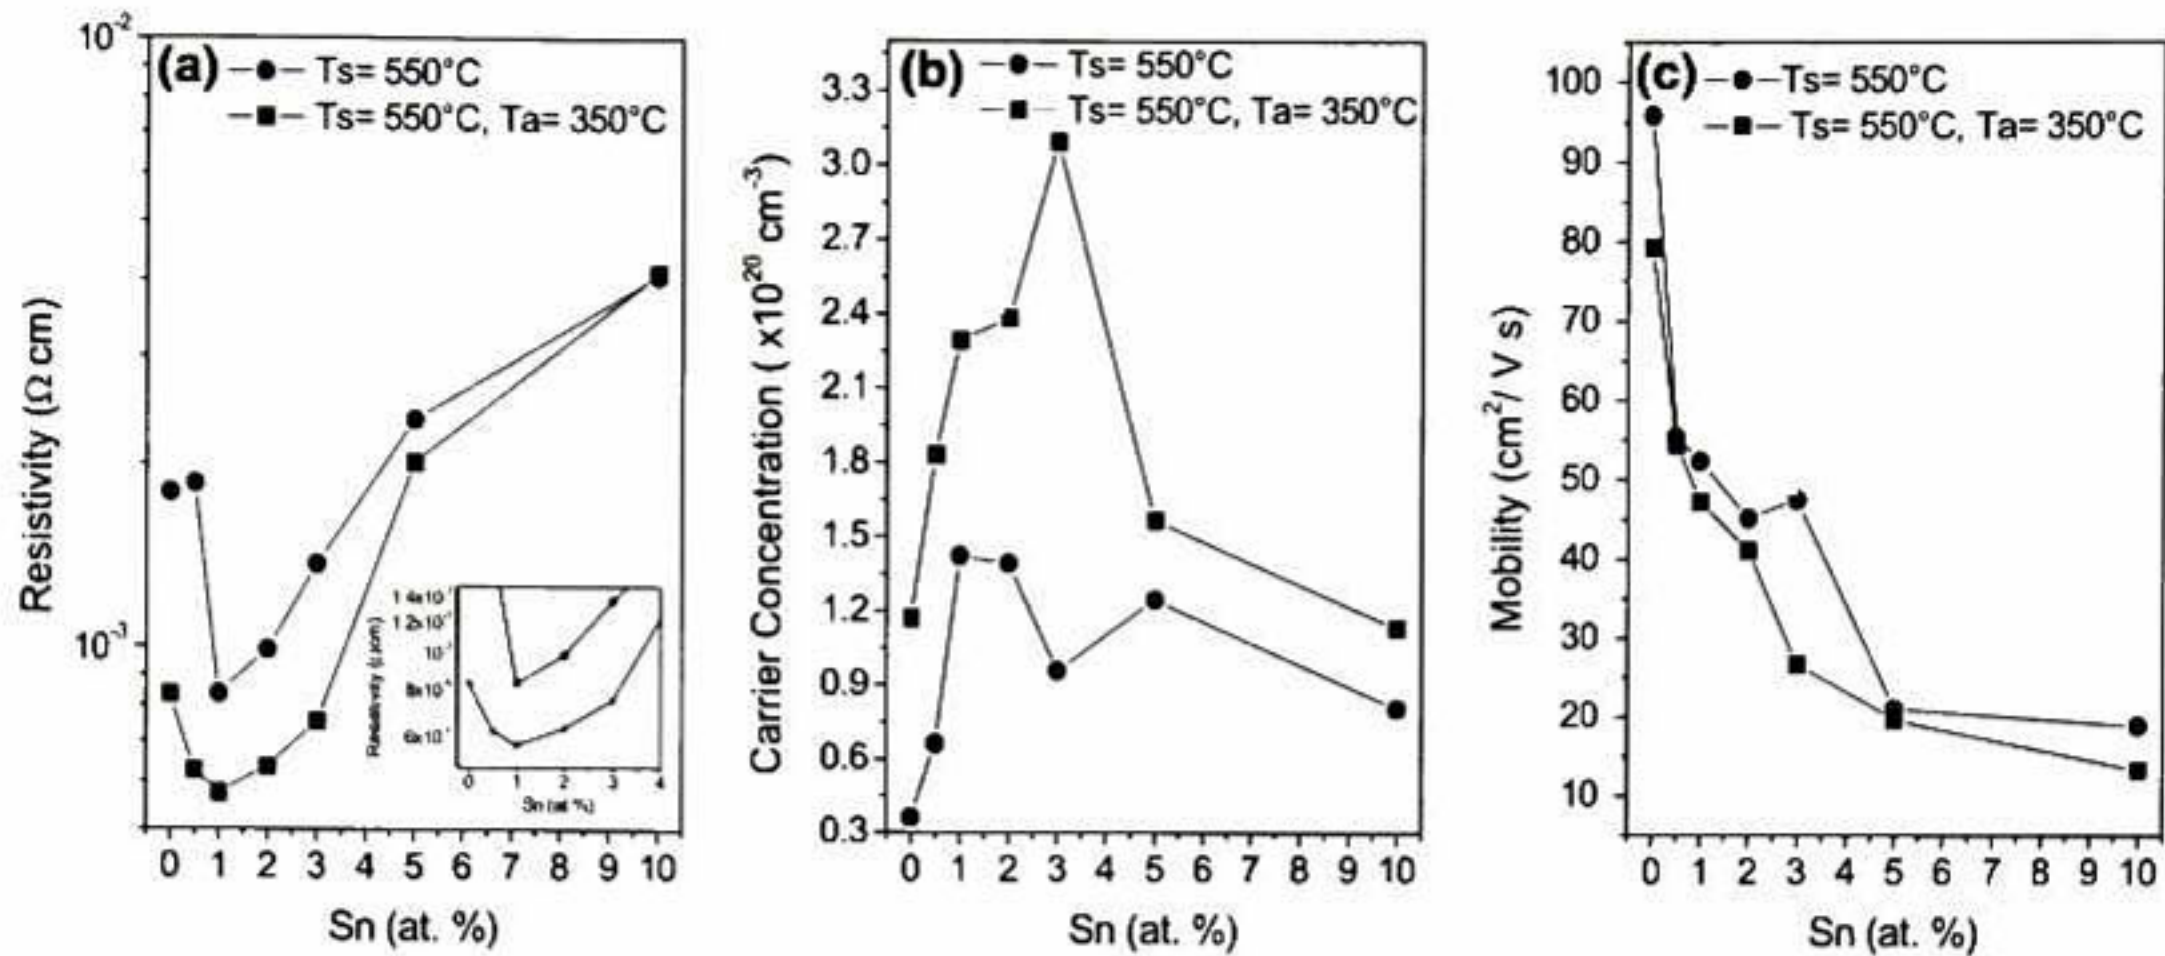 (a)
Ts= 550°C
Ts= 550°C, Ta= 350°C
10⁻²
10⁻³
Resistivity (Ω cm)
0 1 2 3 4 5 6 7 8 9 10
Sn (at. %)
0 1 2 3 4
Sn (at %)
(b)
Ts= 550°C
Ts= 550°C, Ta= 350°C
3.3
3.0
2.7
2.4
2.1
1.8
1.5
1.2
0.9
0.6
0.3
Carrier Concentration ( x10²⁰ cm⁻³)
0 1 2 3 4 5 6 7 8 9 10
Sn (at. %)
(c)
Ts= 550°C
Ts= 550°C, Ta= 350°C
100
90
80
70
60
50
40
30
20
10
Mobility (cm²/ V s)
0 1 2 3 4 5 6 7 8 9 10
Sn (at. %)